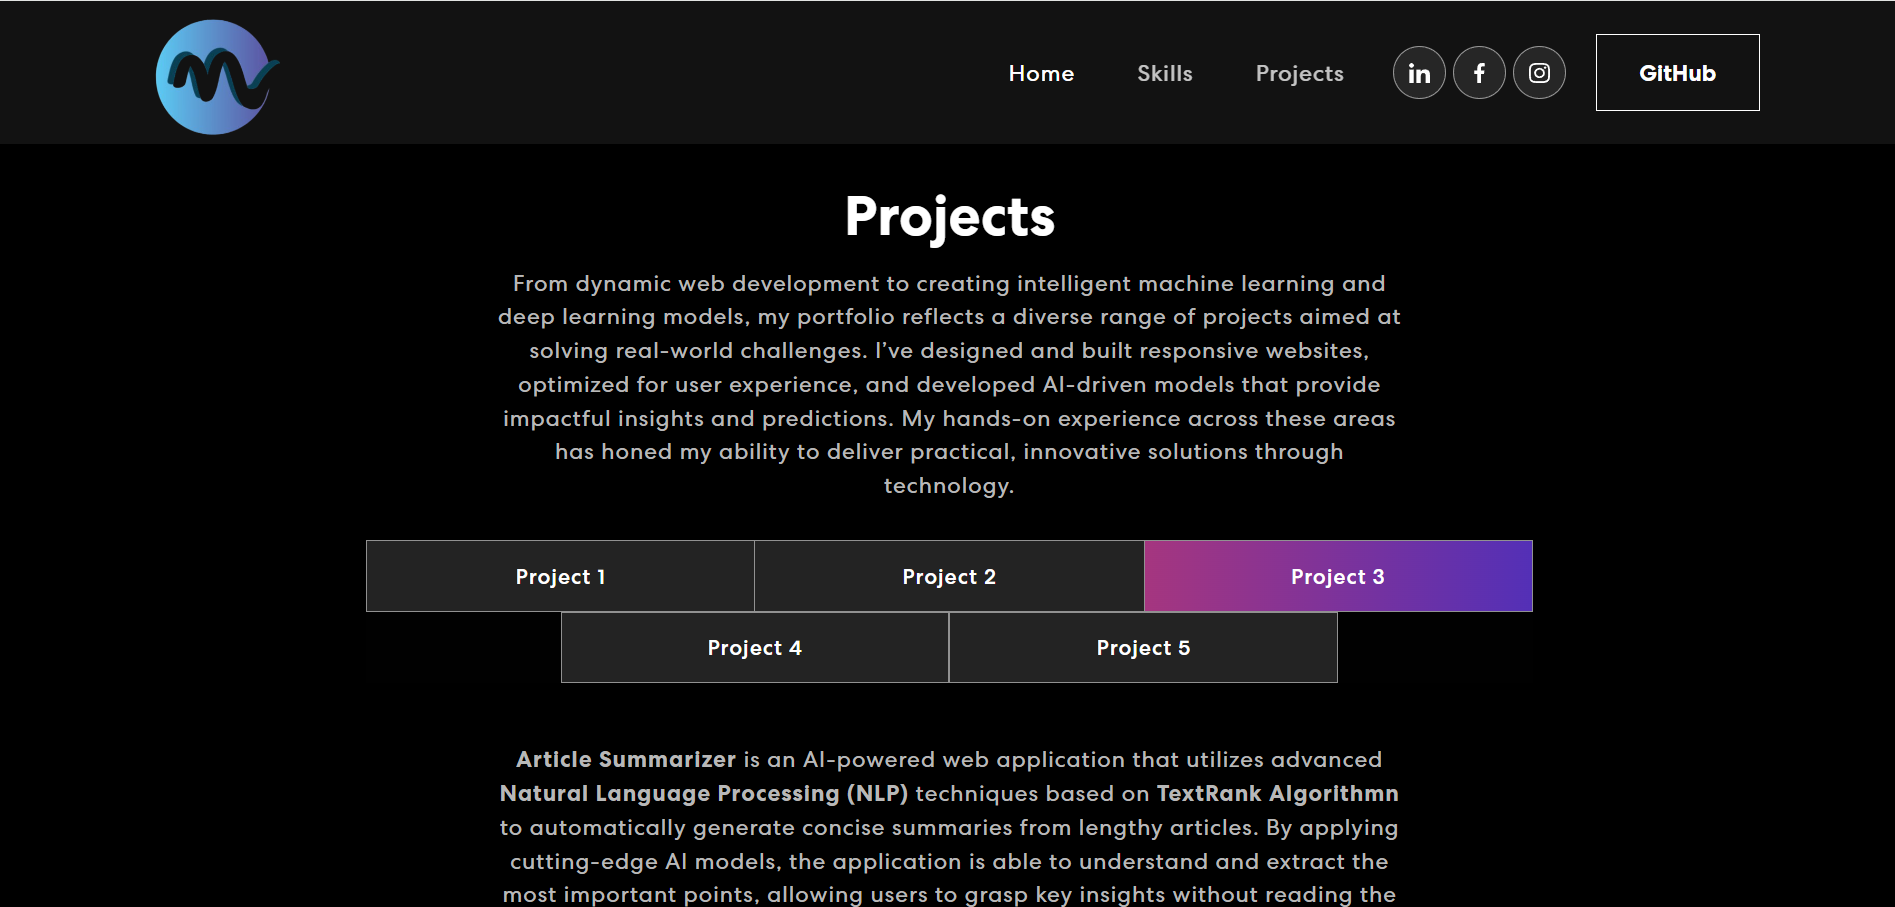 Home Skills Projects GitHub
Projects
From dynamic web development to creating intelligent machine learning and
deep learning models, my portfolio reflects a diverse range of projects aimed at
solving real-world challenges. I’ve designed and built responsive websites,
optimized for user experience, and developed AI-driven models that provide
impactful insights and predictions. My hands-on experience across these areas
has honed my ability to deliver practical, innovative solutions through
technology.
Project 1 Project 2 Project 3
Project 4 Project 5
Article Summarizer is an AI-powered web application that utilizes advanced
Natural Language Processing (NLP) techniques based on TextRank Algorithmn
to automatically generate concise summaries from lengthy articles. By applying
cutting-edge AI models, the application is able to understand and extract the
most important points, allowing users to grasp key insights without reading the